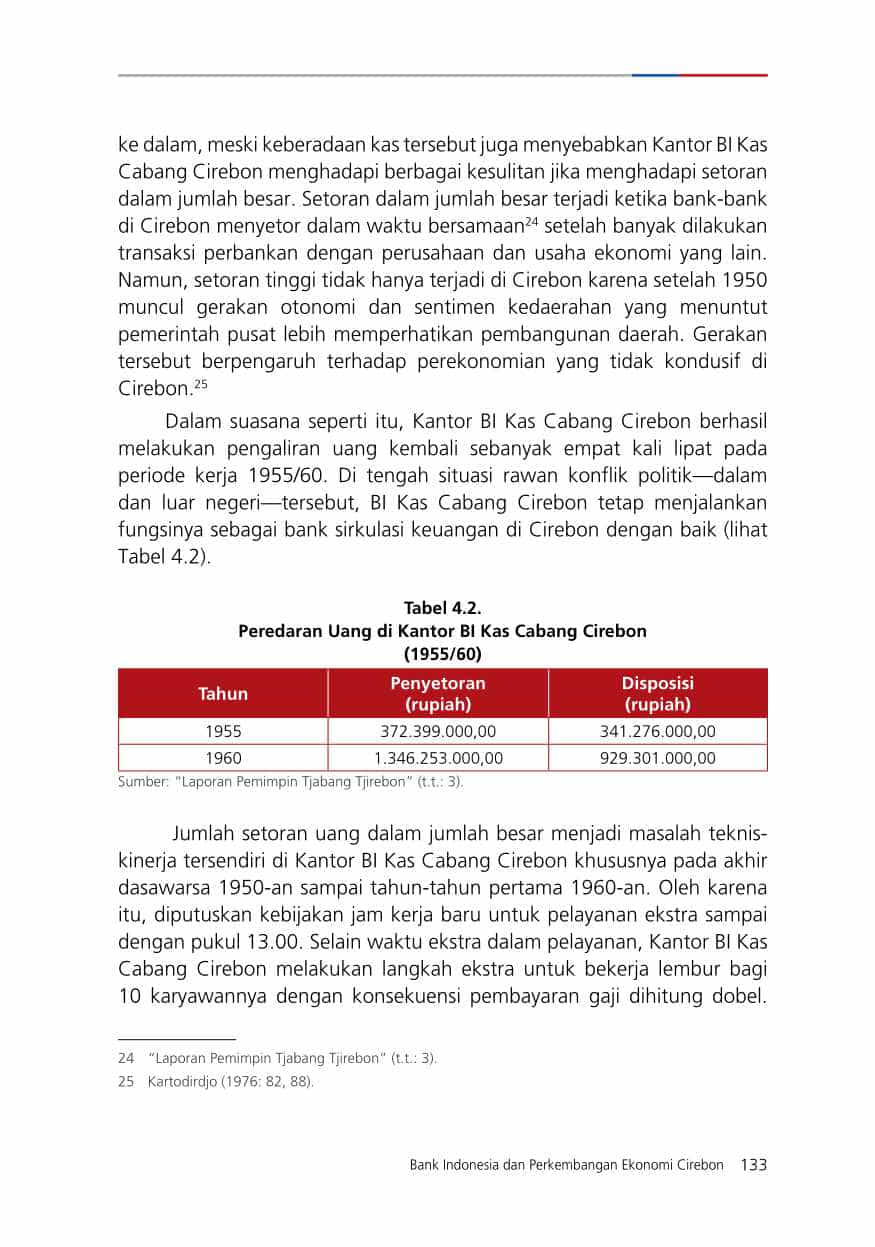 ke dalam, meski keberadaan kas tersebut juga menyebabkan Kantor BI Kas
Cabang Cirebon menghadapi berbagai kesulitan jika menghadapi setoran
dalam jumlah besar. Setoran dalam jumlah besar terjadi ketika bank-bank
di Cirebon menyetor dalam waktu bersamaan²⁴ setelah banyak dilakukan
transaksi perbankan dengan perusahaan dan usaha ekonomi yang lain.
Namun, setoran tinggi tidak hanya terjadi di Cirebon karena setelah 1950
muncul gerakan otonomi dan sentimen kedaerahan yang menuntut
pemerintah pusat lebih memperhatikan pembangunan daerah. Gerakan
tersebut berpengaruh terhadap perekonomian yang tidak kondusif di
Cirebon.²⁵
Dalam suasana seperti itu, Kantor BI Kas Cabang Cirebon berhasil
melakukan pengaliran uang kembali sebanyak empat kali lipat pada
periode kerja 1955/60. Di tengah situasi rawan konflik politik—dalam
dan luar negeri—tersebut, BI Kas Cabang Cirebon tetap menjalankan
fungsinya sebagai bank sirkulasi keuangan di Cirebon dengan baik (lihat
Tabel 4.2).
Tabel 4.2.
Peredaran Uang di Kantor BI Kas Cabang Cirebon
(1955/60)
Tahun Penyetoran (rupiah) Disposisi (rupiah)
1955 372.399.000,00 341.276.000,00
1960 1.346.253.000,00 929.301.000,00
Sumber: “Laporan Pemimpin Tjabang Tjirebon” (t.t.: 3).
Jumlah setoran uang dalam jumlah besar menjadi masalah teknis-
kinerja tersendiri di Kantor BI Kas Cabang Cirebon khususnya pada akhir
dasawarsa 1950-an sampai tahun-tahun pertama 1960-an. Oleh karena
itu, diputuskan kebijakan jam kerja baru untuk pelayanan ekstra sampai
dengan pukul 13.00. Selain waktu ekstra dalam pelayanan, Kantor BI Kas
Cabang Cirebon melakukan langkah ekstra untuk bekerja lembur bagi
10 karyawannya dengan konsekuensi pembayaran gaji dihitung dobel.
24 “Laporan Pemimpin Tjabang Tjirebon” (t.t.: 3).
25 Kartodirdjo (1976: 82, 88).
Bank Indonesia dan Perkembangan Ekonomi Cirebon 133